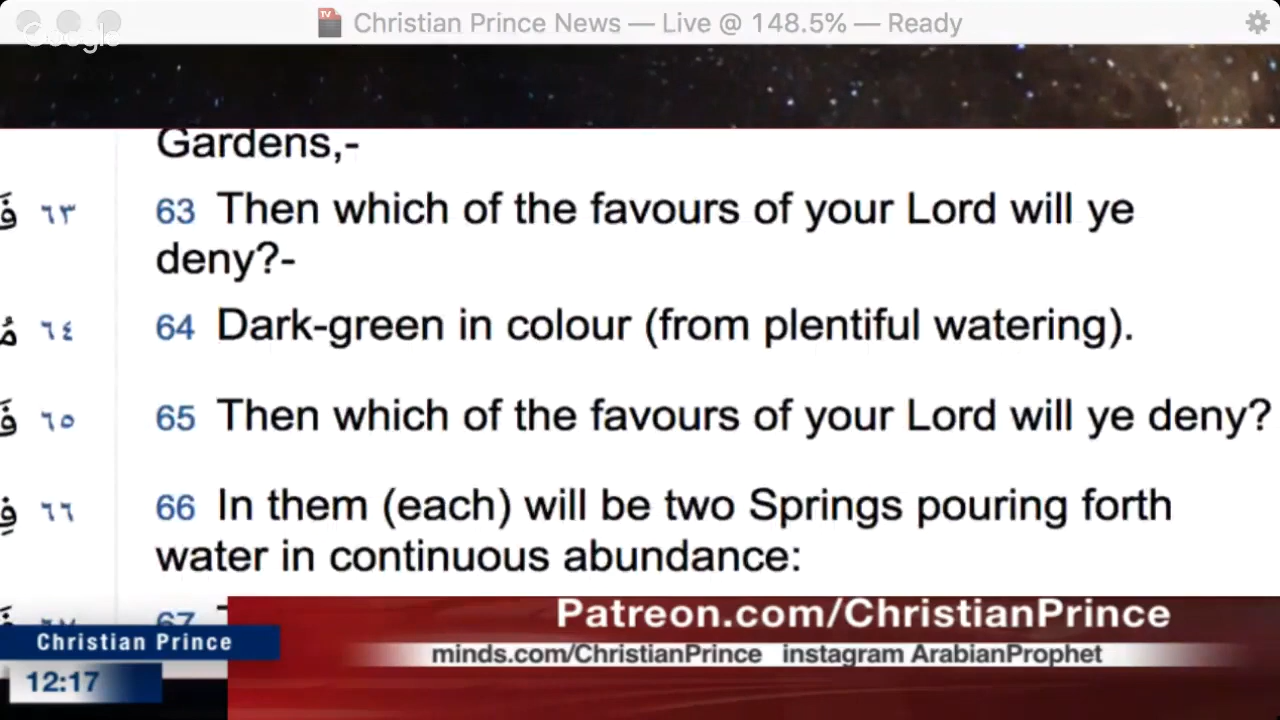 Christian Prince News — Live @ 148.5% — Ready
Google
Gardens,-
٦٣ 63 Then which of the favours of your Lord will ye
deny?-
٦٤ 64 Dark-green in colour (from plentiful watering).
٦٥ 65 Then which of the favours of your Lord will ye deny?
٦٦ 66 In them (each) will be two Springs pouring forth
water in continuous abundance:
67
Patreon.com/ChristianPrince
Christian Prince
minds.com/ChristianPrince instagram ArabianProphet
12:17